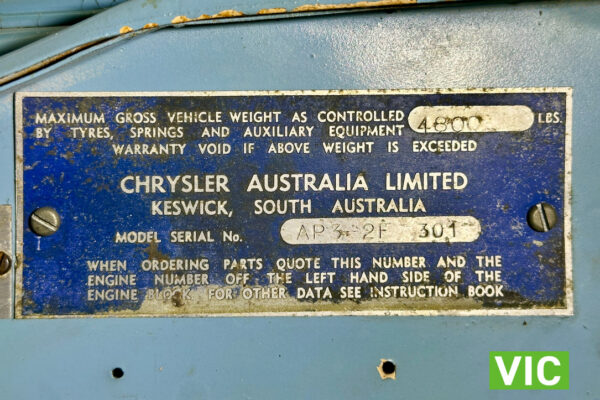 MAXIMUM GROSS VEHICLE WEIGHT AS CONTROLLED 4800 LBS.
BY TYRES, SPRINGS AND AUXILIARY EQUIPMENT
WARRANTY VOID IF ABOVE WEIGHT IS EXCEEDED
CHRYSLER AUSTRALIA LIMITED
KESWICK, SOUTH AUSTRALIA
MODEL SERIAL No. 301
WHEN ORDERING PARTS QUOTE THIS NUMBER AND THE
ENGINE NUMBER OFF THE LEFT HAND SIDE OF THE
ENGINE BLOCK. FOR OTHER DATA SEE INSTRUCTION BOOK
VIC